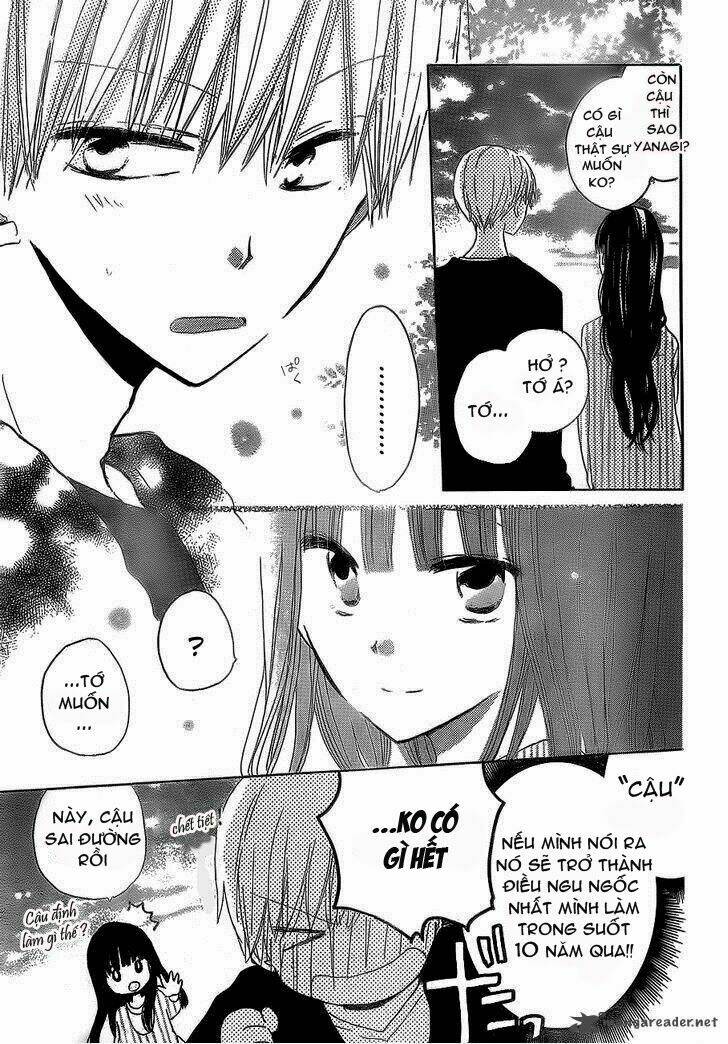 CÒN
CẬU
THÌ
SAO
YANAGI?
CÓ GÌ
CẬU
THẬT SỰ
MUỐN
KO?
HỞ ?
TỚ Á?
TỚ...
.........
ぱく
?
...TỚ
MUỐN
...
“CẬU”
NẾU MÌNH NÓI RA
NÓ SẼ TRỞ THÀNH
ĐIỀU NGU NGỐC
NHẤT MÌNH LÀM
TRONG SUỐT
10 NĂM QUA!!
...KO CÓ
GÌ HẾT
chết tiệt
NÀY, CẬU
SAI ĐƯỜNG
RỒI
Cậu định
làm gì thế ?
mangareader.net